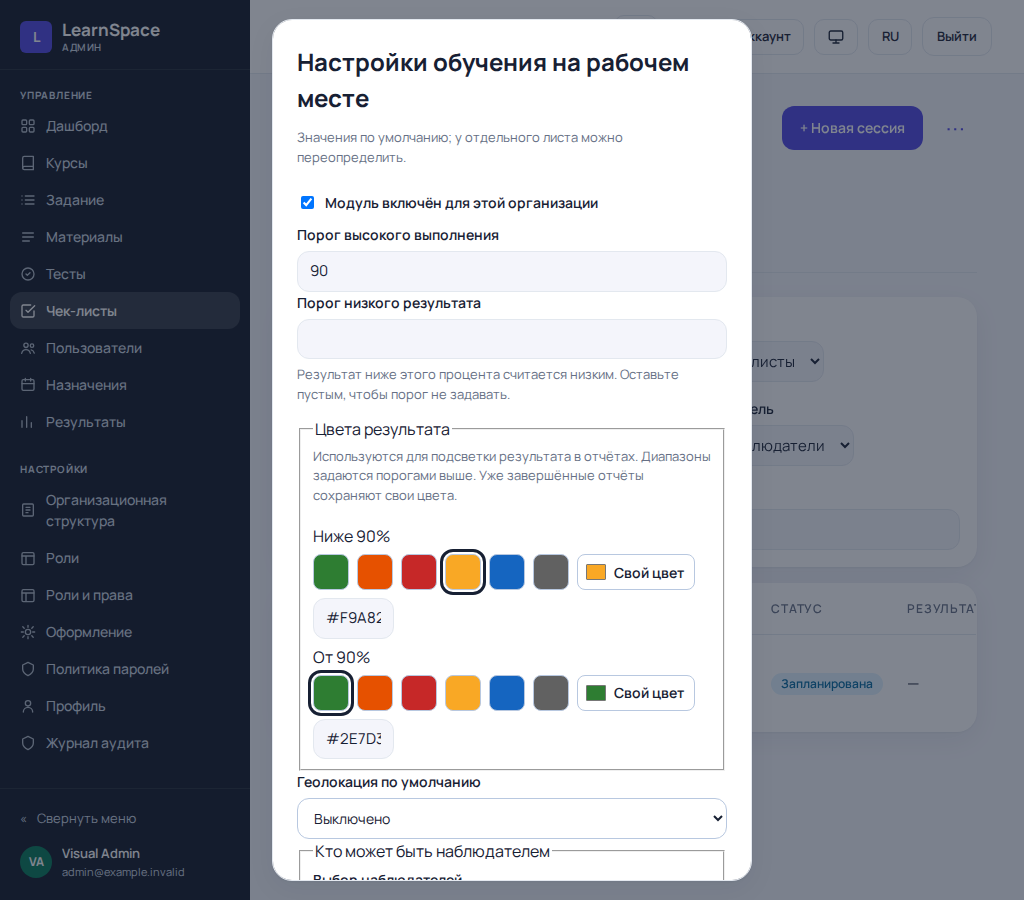 L
LearnSpace
АДМИН
УПРАВЛЕНИЕ
Дашборд
Курсы
Задание
Материалы
Тесты
Чек-листы
Пользователи
Назначения
Результаты
НАСТРОЙКИ
Организационная
структура
Роли
Роли и права
Оформление
Политика паролей
Профиль
Журнал аудита
« Свернуть меню
VA
Visual Admin
admin@example.invalid
RU
Выйти
+ Новая сессия
...
СТАТУС
Запланирована
—
Настройки обучения на рабочем
месте
Значения по умолчанию; у отдельного листа можно
переопределить.
Модуль включён для этой организации
Порог высокого выполнения
90
Порог низкого результата
Результат ниже этого процента считается низким. Оставьте
пустым, чтобы порог не задавать.
Цвета результата
Используются для подсветки результата в отчётах. Диапазоны
задаются порогами выше. Уже завершённые отчёты
сохраняют свои цвета.
Ниже 90%
Свой цвет
#F9A82
От 90%
Свой цвет
#2E7D3
Геолокация по умолчанию
Выключено
Кто может быть наблюдателем
Выбор наблюдателей